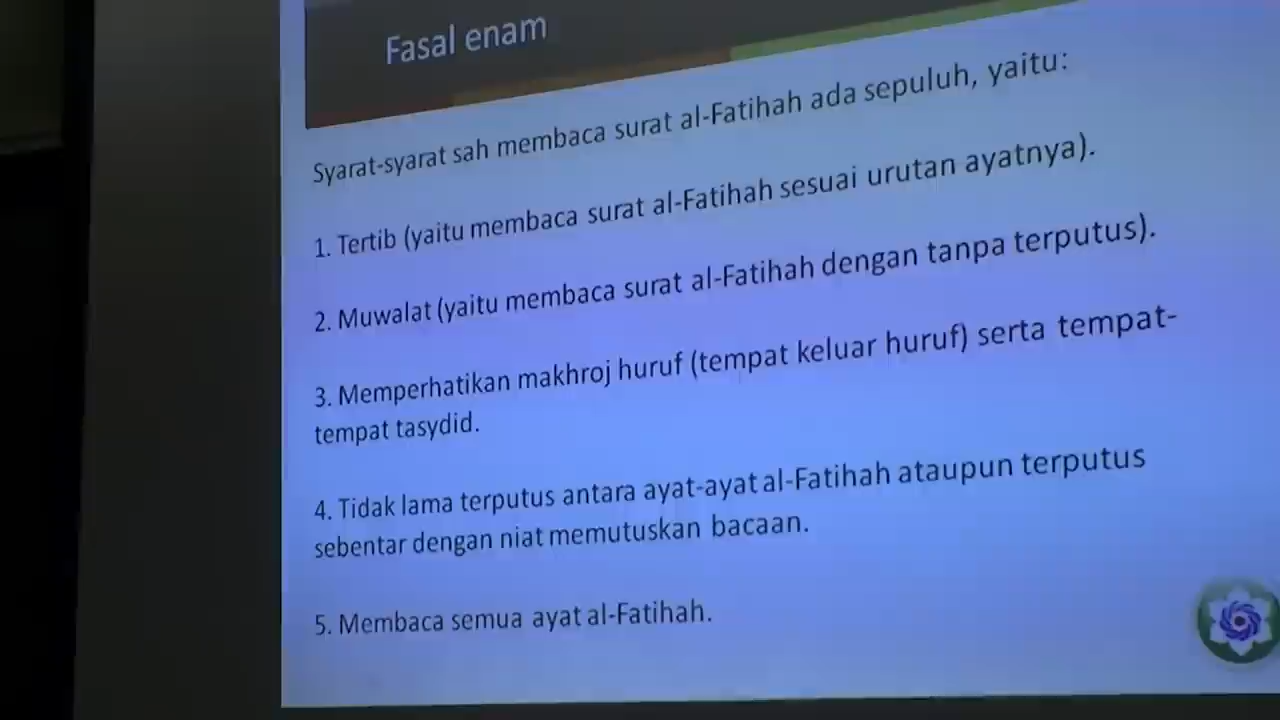 Fasal enam
Syarat-syarat sah membaca surat al-Fatihah ada sepuluh, yaitu:
1. Tertib (yaitu membaca surat al-Fatihah sesuai urutan ayatnya).
2. Muwalat (yaitu membaca surat al-Fatihah dengan tanpa terputus).
3. Memperhatikan makhroj huruf (tempat keluar huruf) serta tempat-
tempat tasydid.
4. Tidak lama terputus antara ayat-ayat al-Fatihah ataupun terputus
sebentar dengan niat memutuskan bacaan.
5. Membaca semua ayat al-Fatihah.